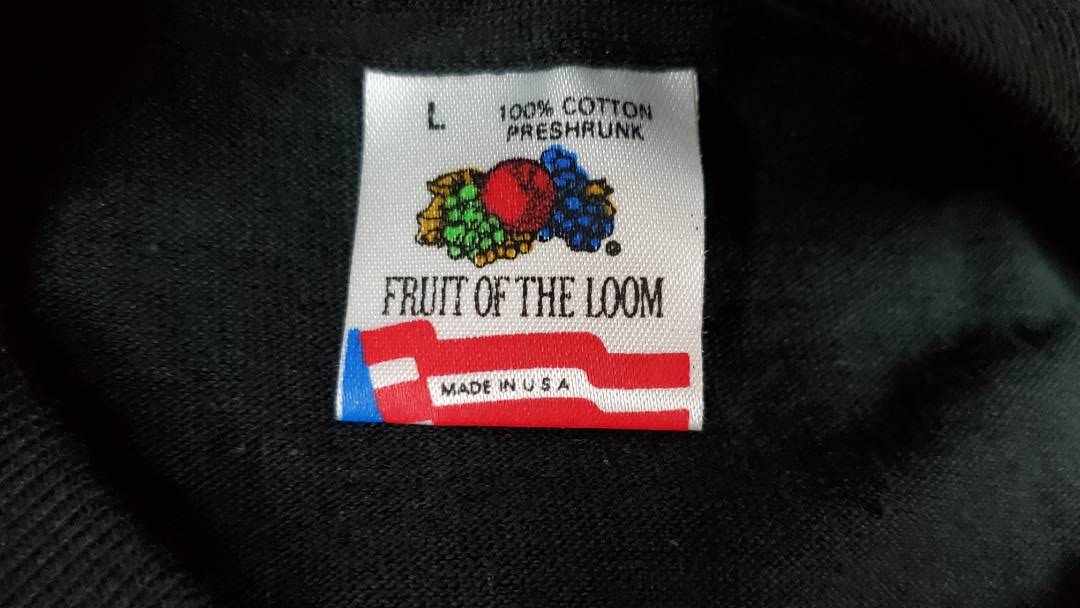 L
100% COTTON
PRESHRUNK
®
FRUIT OF THE LOOM
MADE IN U S A